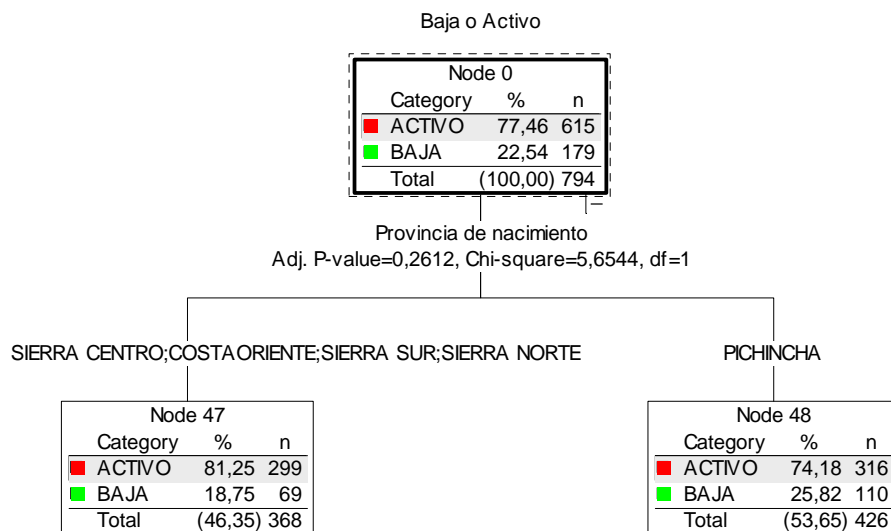 Baja o Activo
Node 0
Category % n
ACTIVO 77,46 615
BAJA 22,54 179
Total (100,00) 794
Provincia de nacimiento
Adj. P-value=0,2612, Chi-square=5,6544, df=1
SIERRA CENTRO;COSTAORIENTE;SIERRA SUR;SIERRA NORTE
PICHINCHA
Node 47
Category % n
ACTIVO 81,25 299
BAJA 18,75 69
Total (46,35) 368
Node 48
Category % n
ACTIVO 74,18 316
BAJA 25,82 110
Total (53,65) 426